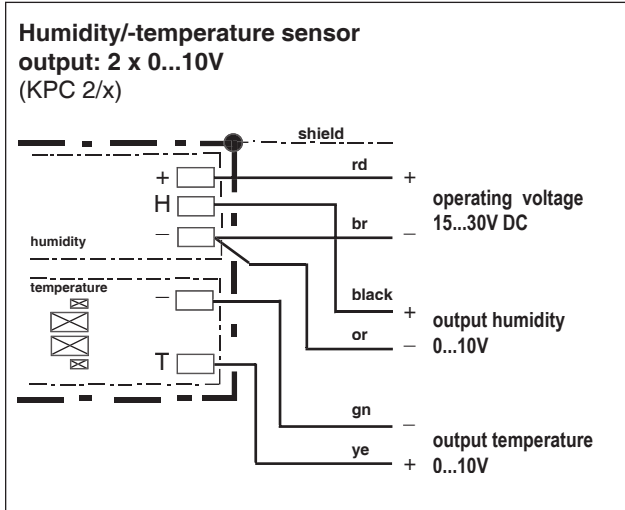 Humidity/-temperature sensor
output: 2 x 0...10V
(KPC 2/x)
shield
+ rd +
operating voltage
15...30V DC
H
– br –
humidity
temperature
– black +
output humidity
0...10V
or –
T
gn –
output temperature
0...10V
ye +